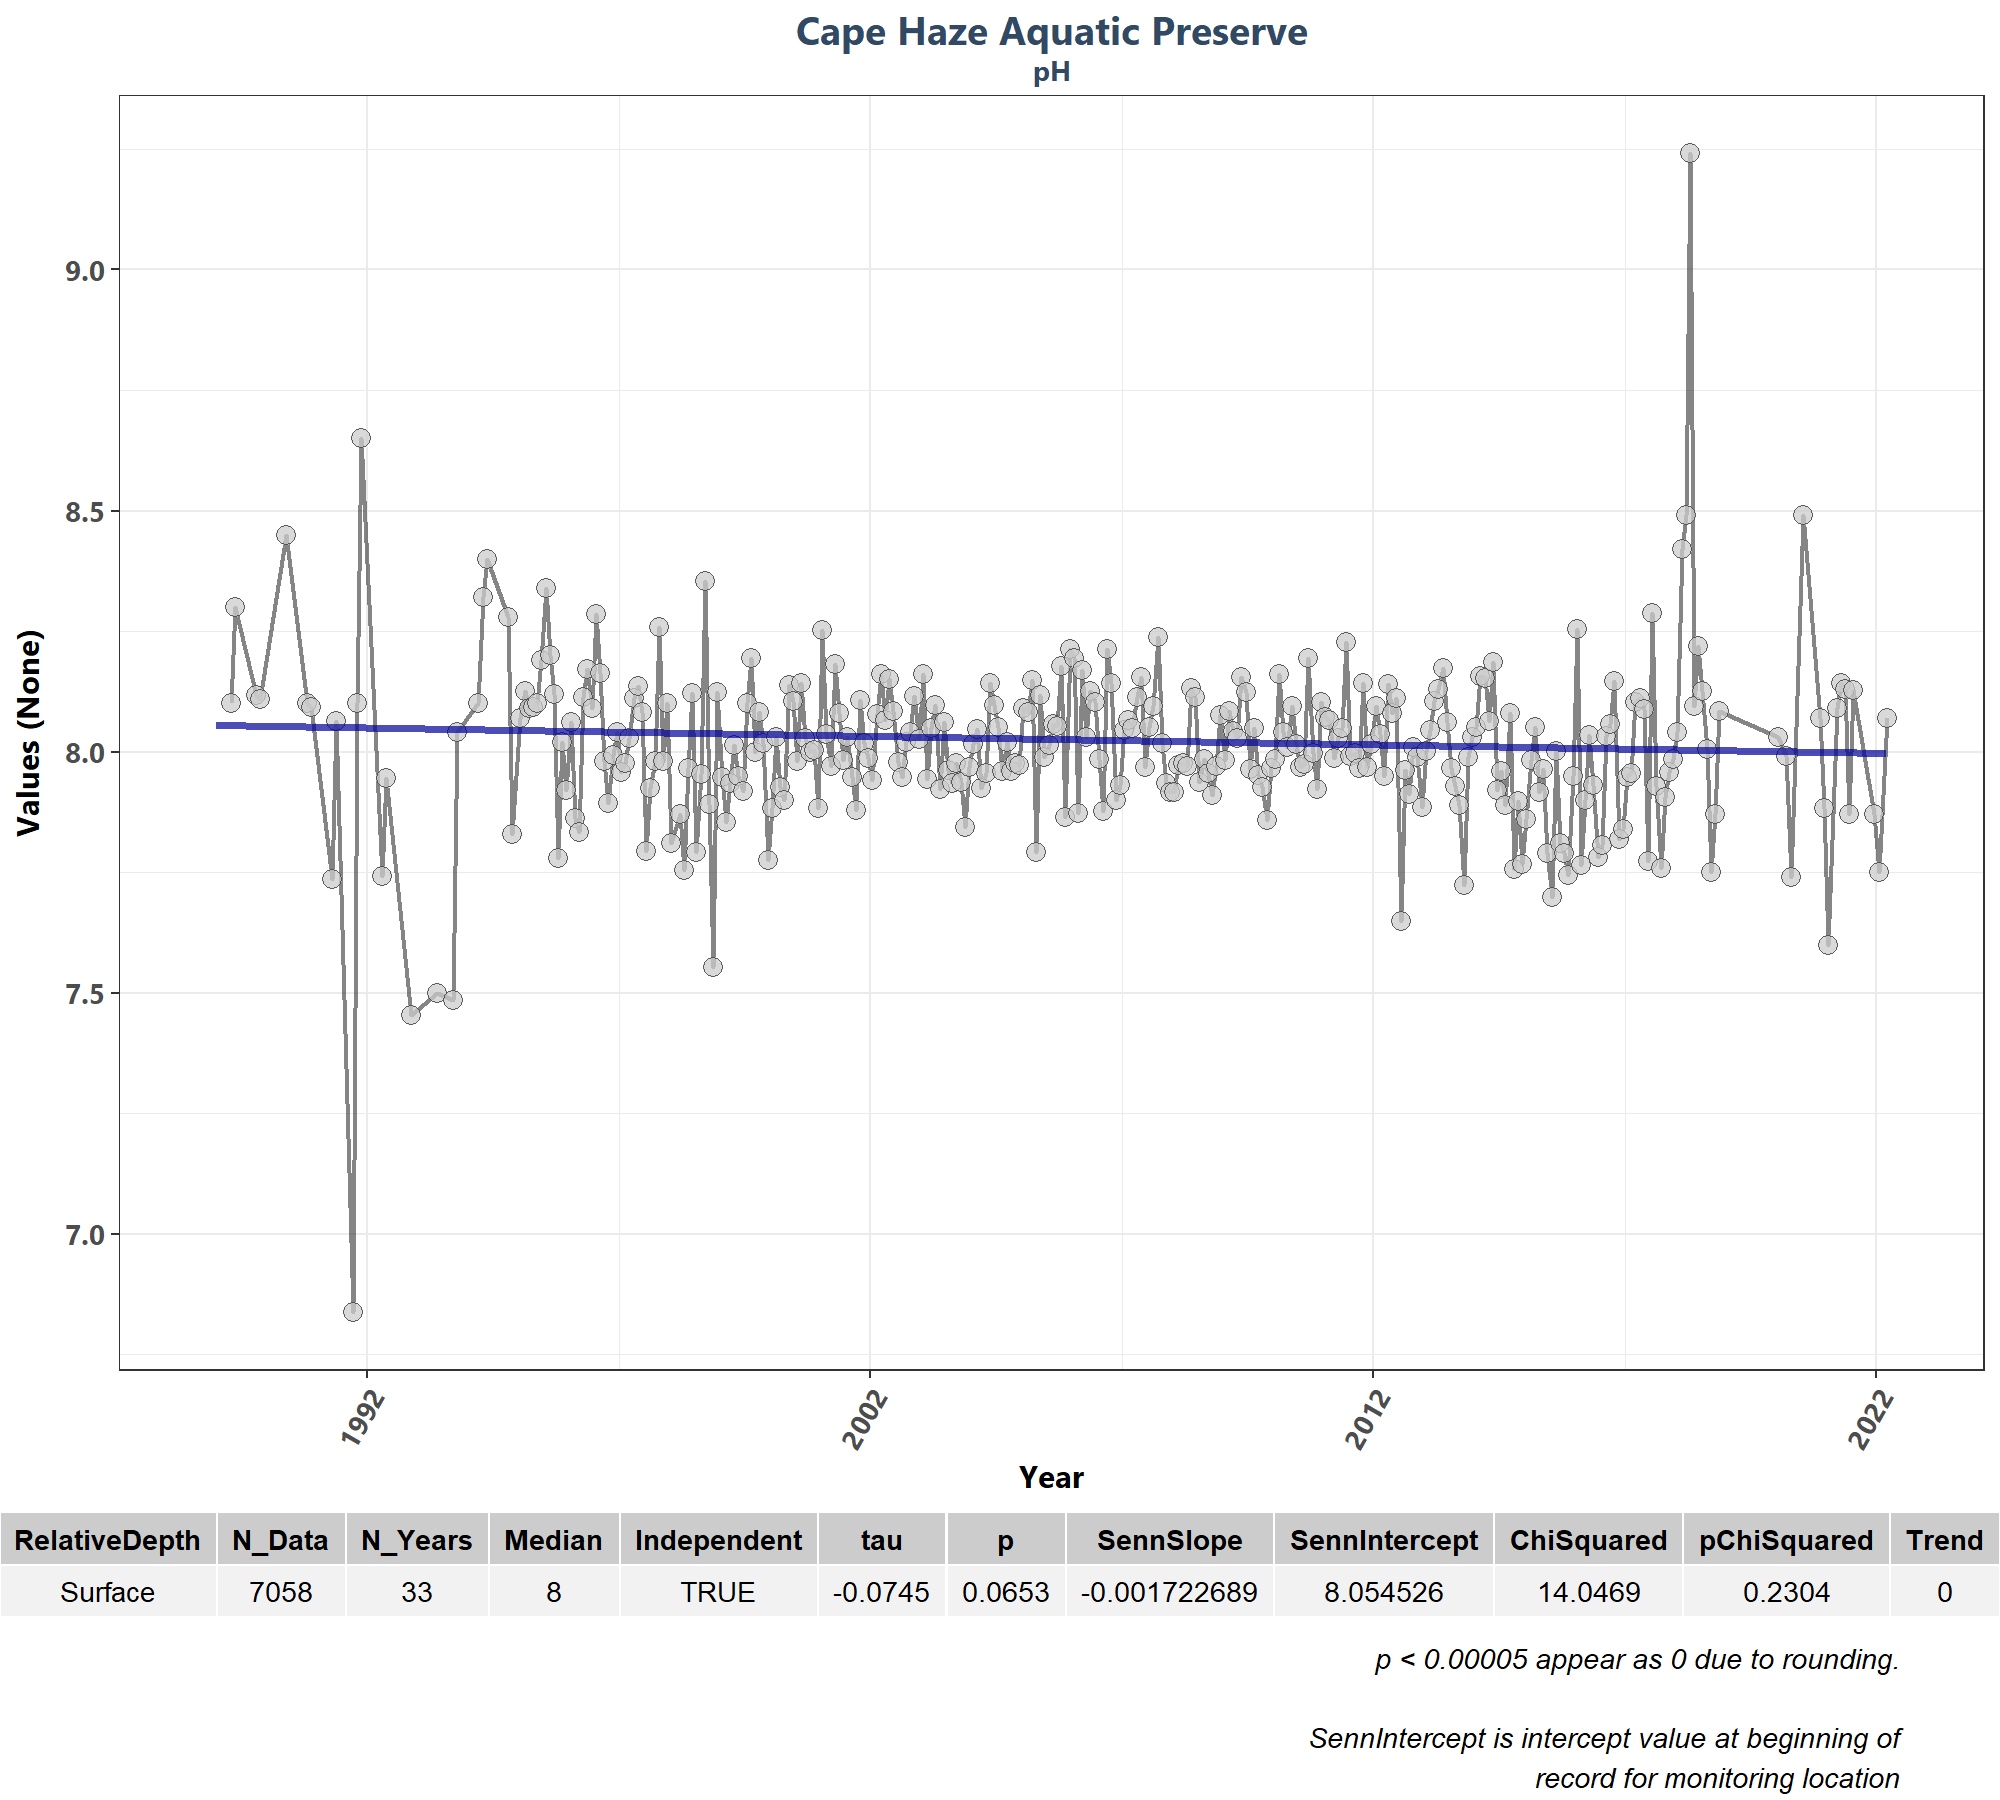 Cape Haze Aquatic Preserve
pH
Values (None)
9.0
8.5
8.0
7.5
7.0
1992
2002
2012
2022
Year
RelativeDepth N_Data N_Years Median Independent tau p SennSlope SennIntercept ChiSquared pChiSquared Trend
Surface 7058 33 8 TRUE -0.0745 0.0653 -0.001722689 8.054526 14.0469 0.2304 0
p < 0.00005 appear as 0 due to rounding.
SennIntercept is intercept value at beginning of
record for monitoring location